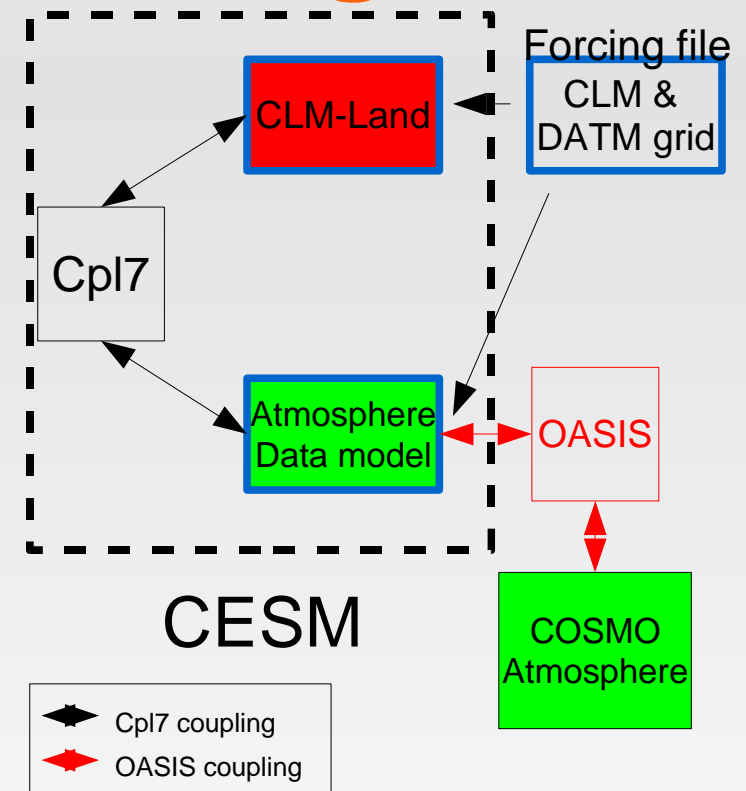 Forcing file
CLM &
DATM grid
CLM-Land
Cpl7
Atmosphere
Data model
OASIS
CESM
COSMO
Atmosphere
Cpl7 coupling
OASIS coupling